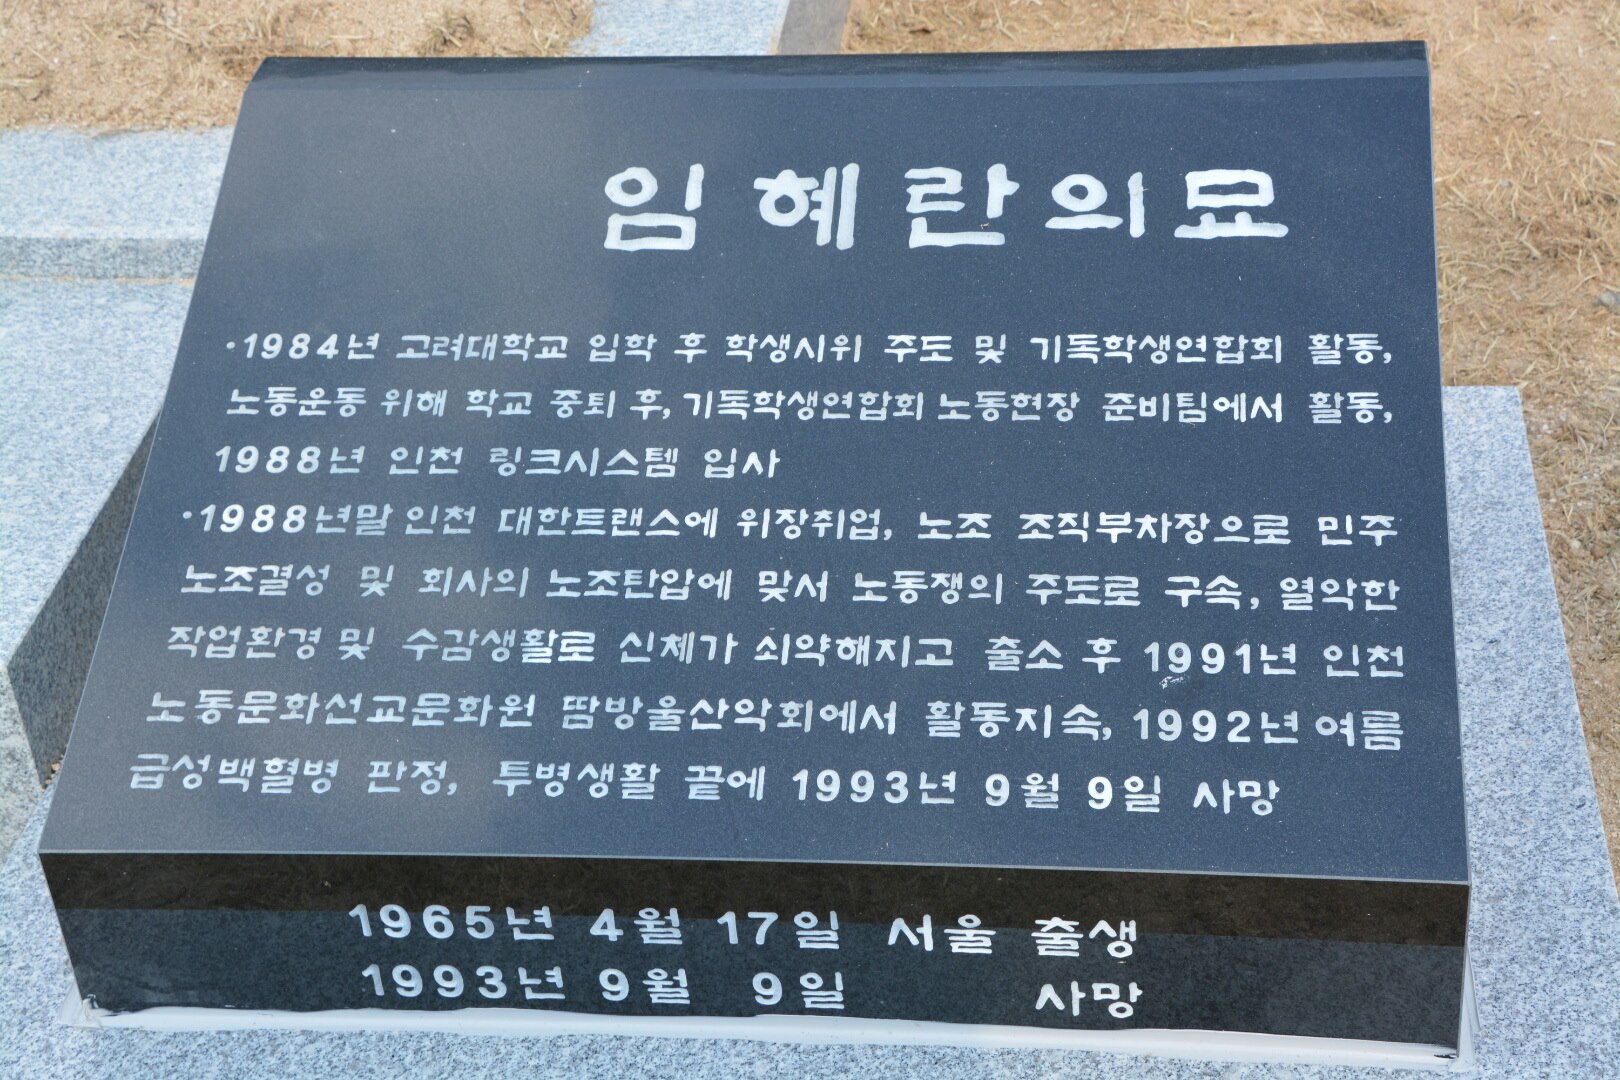 임혜란의묘
·1984년 고려대학교 입학 후 학생시위 주도 및 기독학생연합회 활동,
노동운동 위해 학교 중퇴 후, 기독학생연합회 노동현장 준비팀에서 활동,
1988년 인천 링크시스템 입사
·1988년말 인천 대한트랜스에 위장취업, 노조 조직부차장으로 민주
노조결성 및 회사의 노조탄압에 맞서 노동쟁의 주도로 구속, 열악한
작업환경 및 수감생활로 신체가 쇠약해지고 출소 후 1991년 인천
노동문화선교문화원 땀방울산악회에서 활동지속, 1992년 여름
급성백혈병 판정, 투병생활 끝에 1993년 9월 9일 사망
1965년 4월 17일 서울 출생
1993년 9월 9일 사망